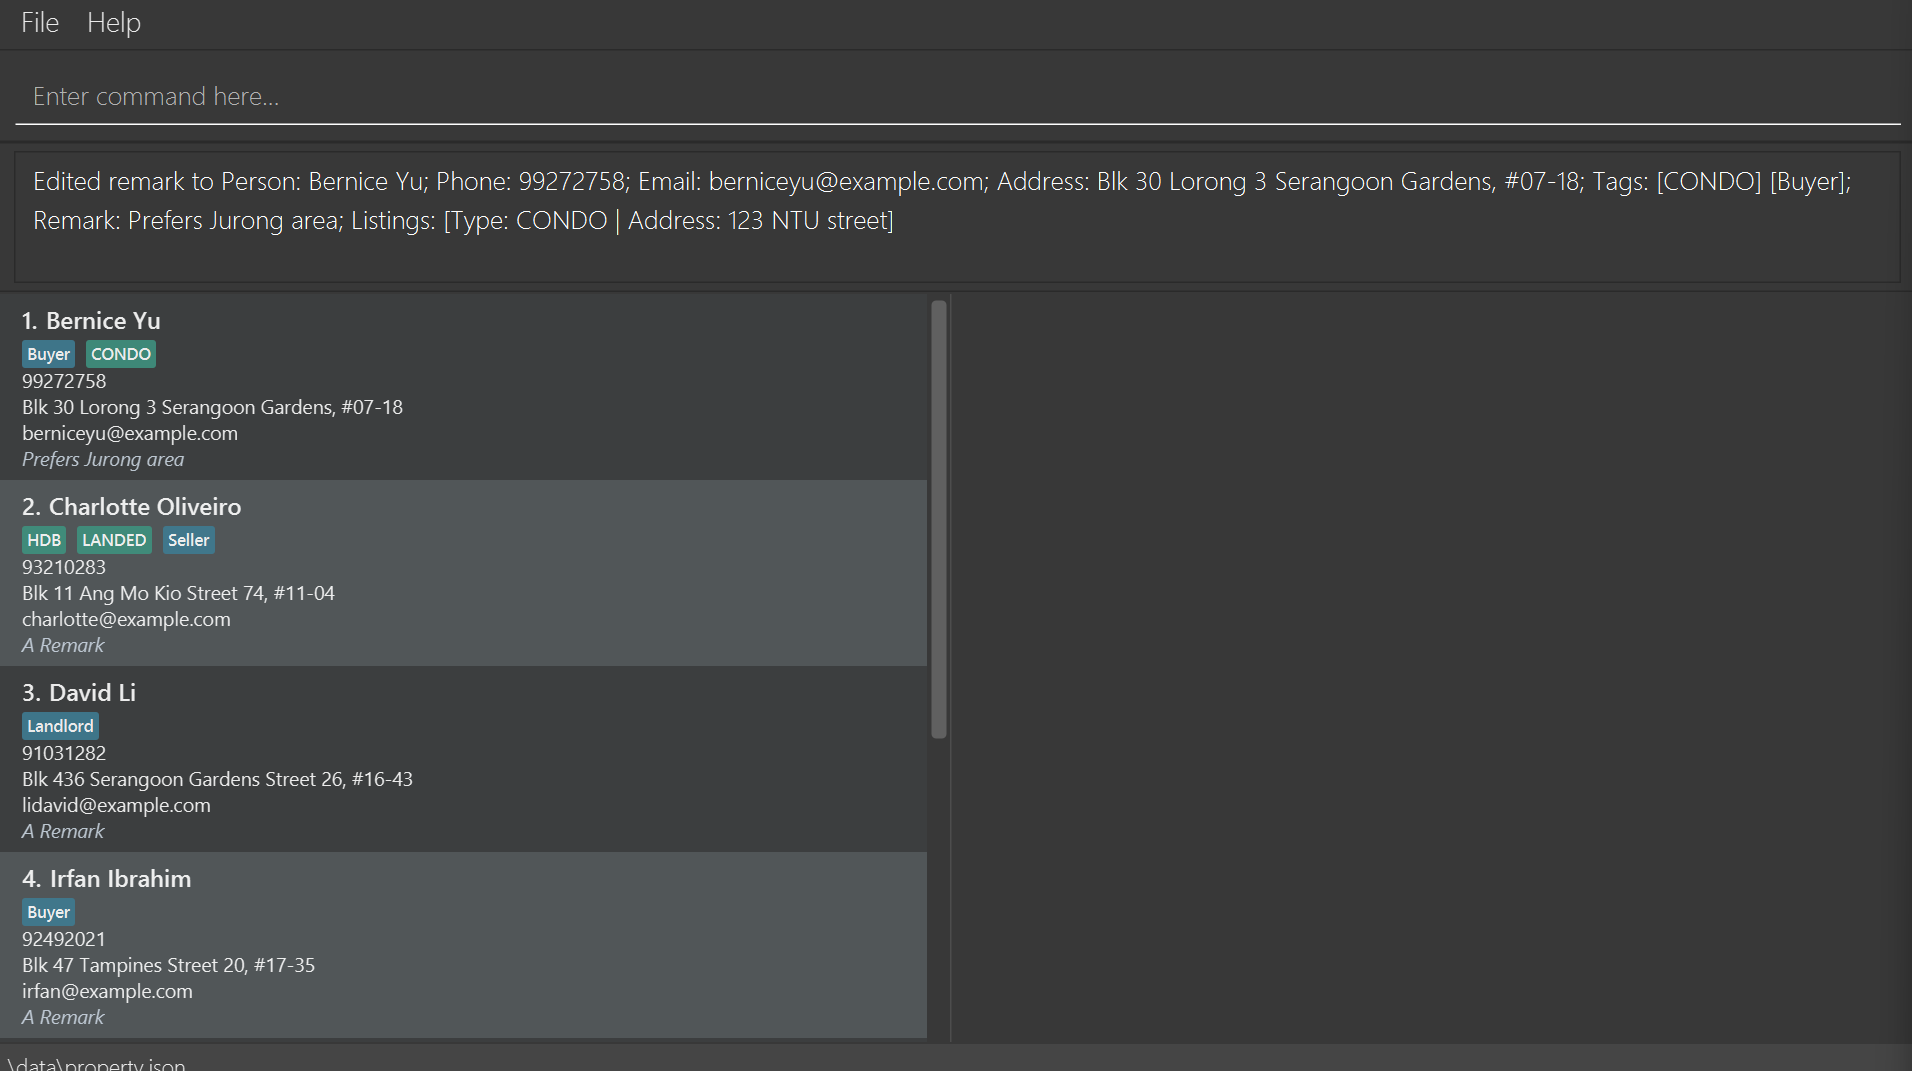 File Help
Enter command here...
Edited remark to Person: Bernice Yu; Phone: 99272758; Email: berniceyu@example.com; Address: Blk 30 Lorong 3 Serangoon Gardens, #07-18; Tags: [CONDO] [Buyer];
Remark: Prefers Jurong area; Listings: [Type: CONDO | Address: 123 NTU street]
1. Bernice Yu
Buyer CONDO
99272758
Blk 30 Lorong 3 Serangoon Gardens, #07-18
berniceyu@example.com
Prefers Jurong area
2. Charlotte Oliveiro
HDB LANDED Seller
93210283
Blk 11 Ang Mo Kio Street 74, #11-04
charlotte@example.com
A Remark
3. David Li
Landlord
91031282
Blk 436 Serangoon Gardens Street 26, #16-43
lidavid@example.com
A Remark
4. Irfan Ibrahim
Buyer
92492021
Blk 47 Tampines Street 20, #17-35
irfan@example.com
A Remark
\data\property.json